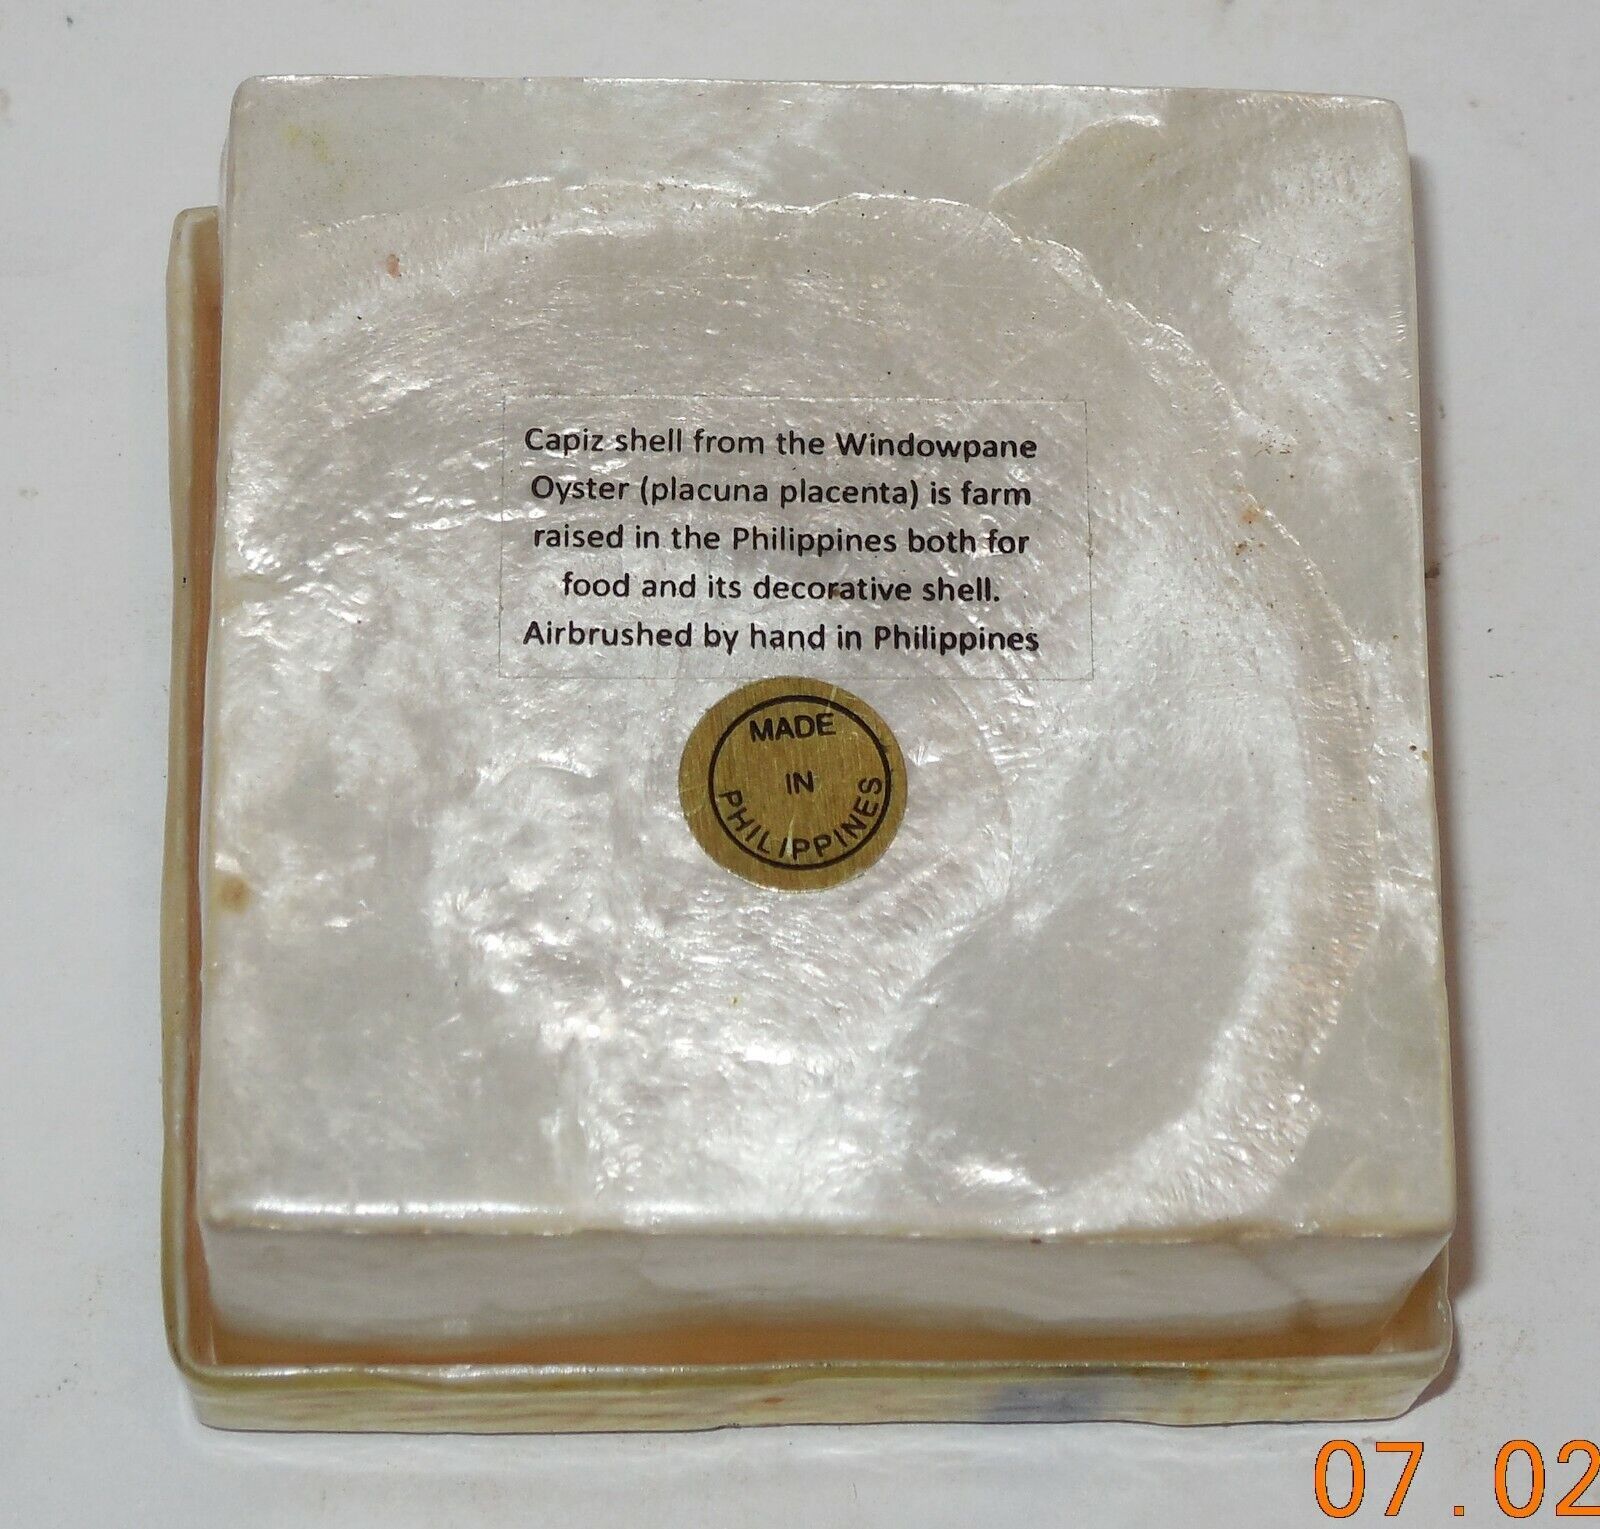 Capiz shell from the Windowpane
Oyster (placuna placenta) is farm
raised in the Philippines both for
food and its decorative shell.
Airbrushed by hand in Philippines
MADE
IN
PHILIPPINES
07.02